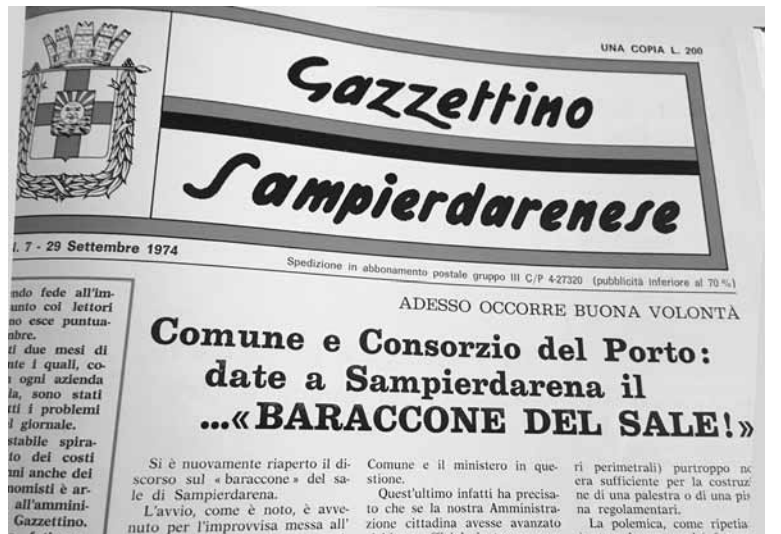 UNA COPIA L. 200
Gazzettino
Sampierdarenese
7 - 29 Settembre 1974
Spedizione in abbonamento postale gruppo III C/P 4-27320 (pubblicità inferiore al 70 %)
fede all'im-
coi lettori
esce puntua-
due mesi di
i quali, co-
ogni azienda
sono stati
i problemi
giornale.
spira-
dei costi
anche dei
è ar-
all'ammini-
Gazzettino.
ADESSO OCCORRE BUONA VOLONTÀ
Comune e Consorzio del Porto:
date a Sampierdarena il
...«BARACCONE DEL SALE!»
Si è nuovamente riaperto il di-
scorso sul «baraccone» del sa-
le di Sampierdarena.
L'avvio, come è noto, è avve-
nuto per l'improvvisa messa all'
Comune e il ministero in que-
stione.
Quest'ultimo infatti ha precisa-
to che se la nostra Amministra-
zione cittadina avesse avanzato
ri perimetrali) purtroppo
era sufficiente per la costruz
ne di una palestra o di una
na regolamentari.
La polemica, come ripetia